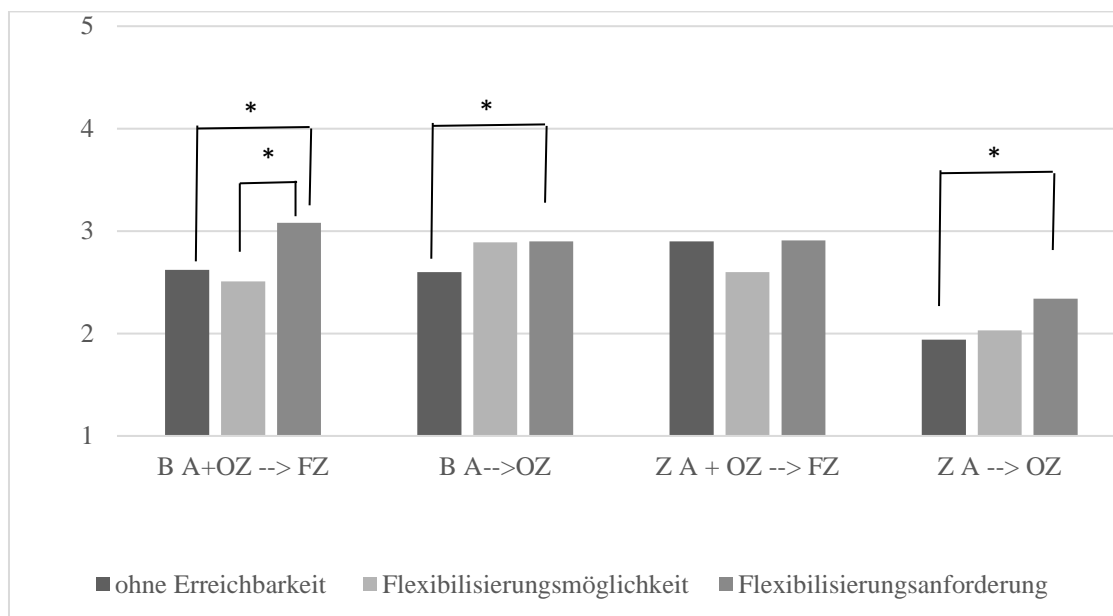 5
*
*
4
*
*
3
2
1
B A+OZ --> FZ
B A-->OZ
Z A + OZ --> FZ
Z A --> OZ
ohne Erreichbarkeit
Flexibilisierungsmöglichkeit
Flexibilisierungsanforderung